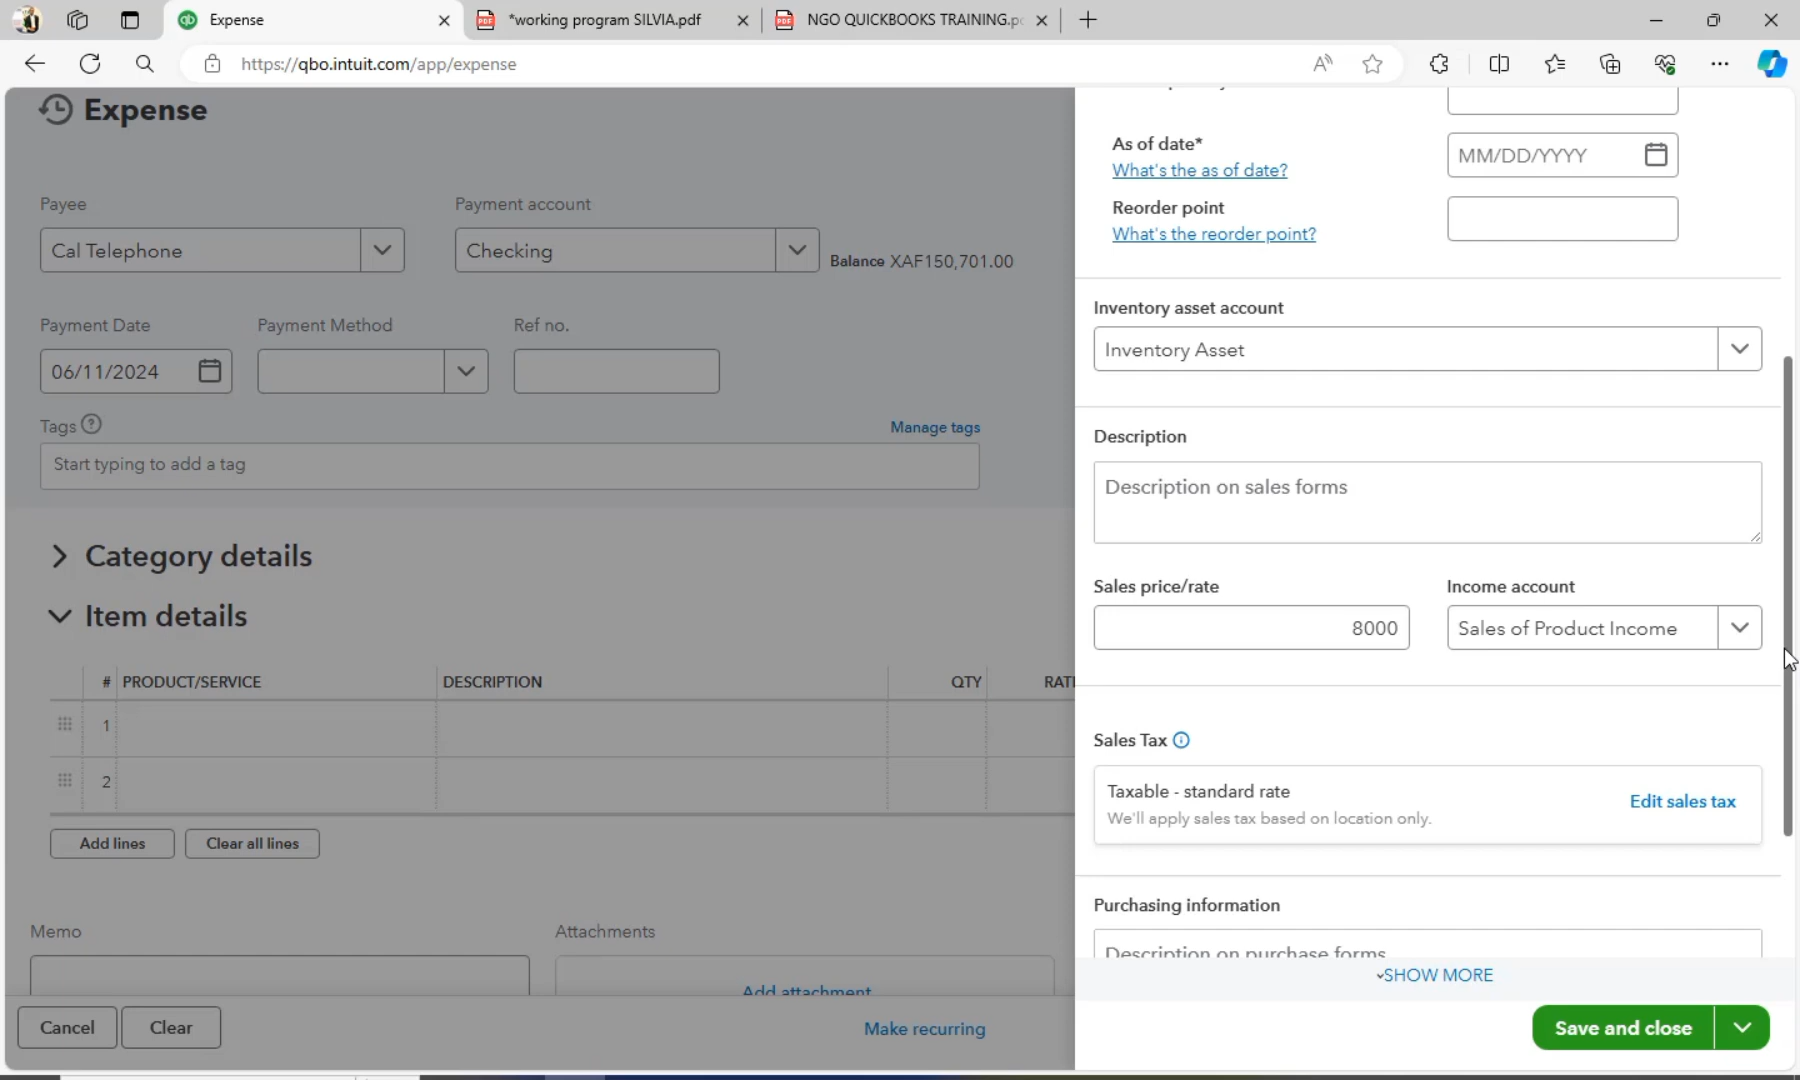 Expense
*working program SILVIA.pdf
NGO QUICKBOOKS TRAINING.pd
https://qbo.intuit.com/app/expense
Expense
Payee
Payment account
Cal Telephone
Checking
Balance XAF150,701.00
Payment Date
Payment Method
Ref no.
06/11/2024
Tags
Manage tags
Start typing to add a tag
Category details
Item details
# PRODUCT/SERVICE DESCRIPTION QTY RATE
1
2
Add lines
Clear all lines
Memo
Attachments
Add attachment
Cancel
Clear
Make recurring
As of date*
MM/DD/YYYY
What's the as of date?
Reorder point
What's the reorder point?
Inventory asset account
Inventory Asset
Description
Description on sales forms
Sales price/rate
Income account
8000
Sales of Product Income
Sales Tax
Taxable - standard rate
We'll apply sales tax based on location only.
Edit sales tax
Purchasing information
Description on purchase forms
SHOW MORE
Save and close